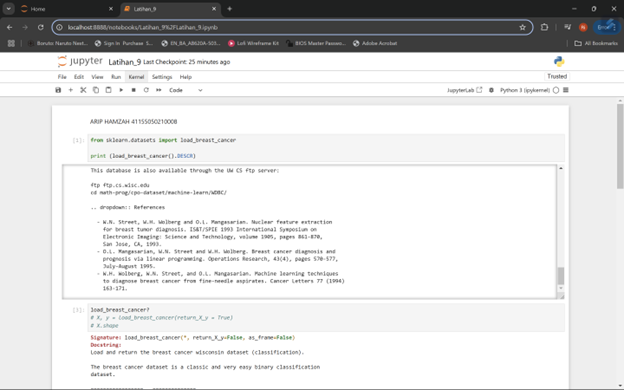 Home
Latihan_9
localhost:8888/notebooks/Latihan_9%2FLatihan_9.ipynb
Boruto: Naruto Next...
Sign In Purchase S...
EN_BA_AB620A-S03...
Lofi Wireframe Kit
BIOS Master Passwo...
Adobe Acrobat
All Bookmarks
jupyter Latihan_9 Last Checkpoint: 25 minutes ago
File Edit View Run Kernel Settings Help
Trusted
Code
JupyterLab
Python 3 (ipykernel)
ARIP HAMZAH 41155050210008
[1]: from sklearn.datasets import load_breast_cancer
print (load_breast_cancer().DESCR)
This database is also available through the UW CS ftp server:
ftp ftp.cs.wisc.edu
cd math-prog/cpo-dataset/machine-learn/WDBC/
.. dropdown:: References
- W.N. Street, W.H. Wolberg and O.L. Mangasarian. Nuclear feature extraction
for breast tumor diagnosis. IS&T/SPIE 1993 International Symposium on
Electronic Imaging: Science and Technology, volume 1905, pages 861-870,
San Jose, CA, 1993.
- O.L. Mangasarian, W.N. Street and W.H. Wolberg. Breast cancer diagnosis and
prognosis via linear programming. Operations Research, 43(4), pages 570-577,
July-August 1995.
- W.H. Wolberg, W.N. Street, and O.L. Mangasarian. Machine learning techniques
to diagnose breast cancer from fine-needle aspirates. Cancer Letters 77 (1994)
163-171.
load_breast_cancer?
# X, y = load_breast_cancer(return_X_y = True)
# X.shape
Signature: load_breast_cancer(*, return_X_y=False, as_frame=False)
Docstring:
Load and return the breast cancer wisconsin dataset (classification).
The breast cancer dataset is a classic and very easy binary classification
dataset.